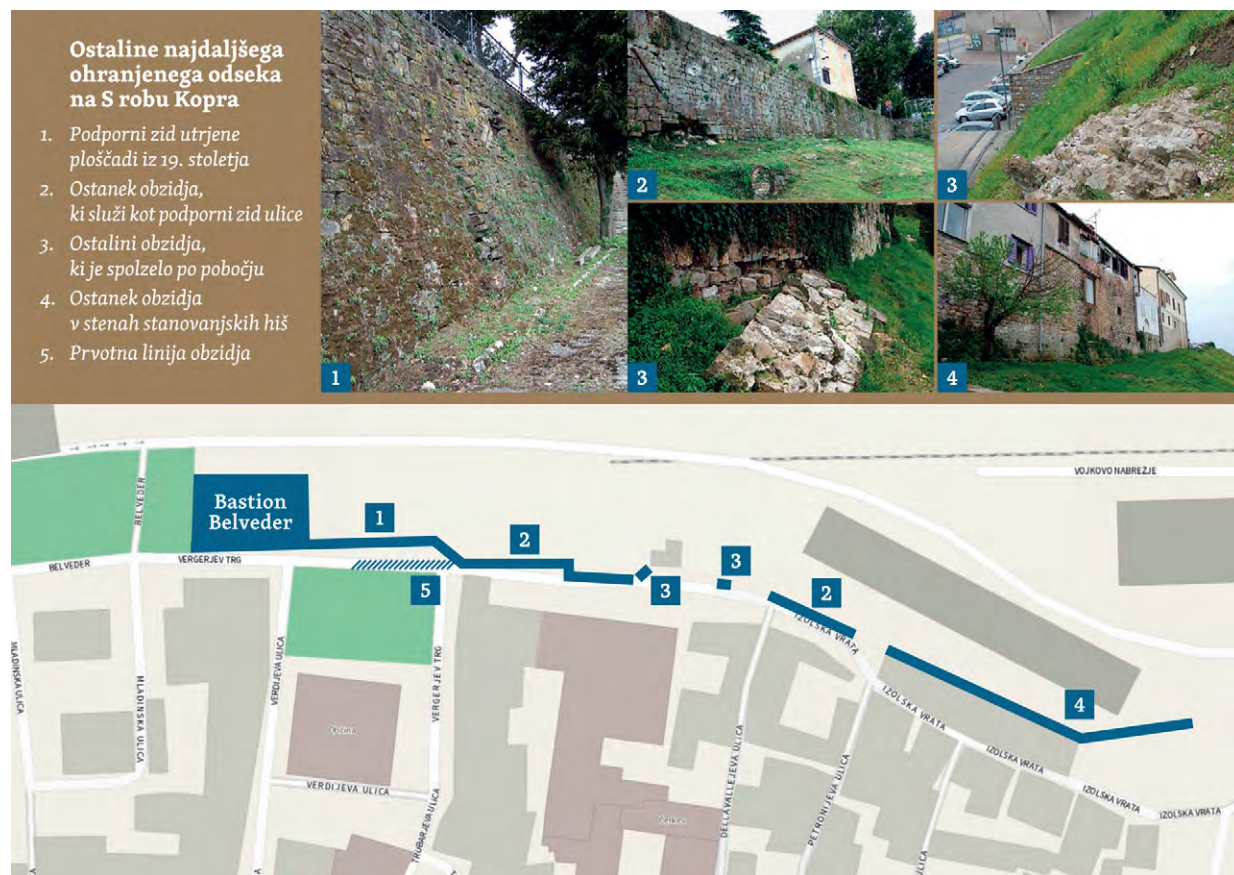 Ostaline najdaljšega
ohranjenega odseka
na S robu Kopra
1. Podporni zid utrjene
ploščadi iz 19. stoletja
2. Ostanek obzidja,
ki služi kot podporni zid ulice
3. Ostalini obzidja,
ki je spolzelo po pobočju
4. Ostanek obzidja
v stenah stanovanjskih hiš
5. Prvotna linija obzidja
1
2
3
3
4
VOJKOVO NABREŽJE
BELVEDER
Bastion
Belveder
1
2
3
3
2
4
5
BELVEDER
VERGERJEV TRG
IZOLSKA VRATA
IZOLSKA VRATA
IZOLSKA VRATA
IZOLSKA VRATA
IZOLSKA VRATA
MLADINSKA ULICA
MLADINSKA ULICA
VERDIJEVA ULICA
VERGERJEV TRG
Občina
VERDIJEVA ULICA
TRUBARJEVA ULICA
Cerkev
DELLAVALLEJEVA ULICA
PETRONIJEVA ULICA
ULICA